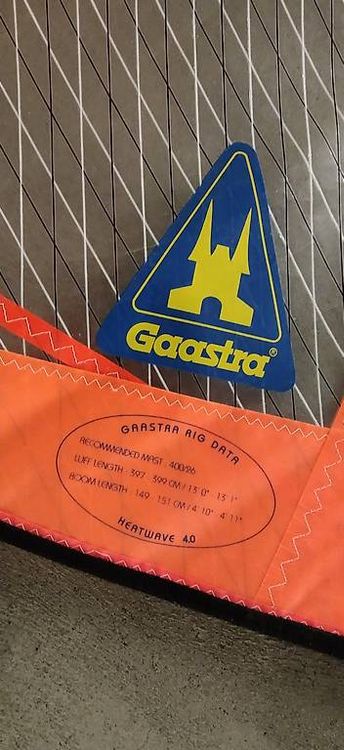 Gaastra®
GAASTRA RIG DATA
RECOMMENDED MAST : 400/26
LUFF LENGTH : 397 399 CM / 13' 0" 13' 1"
BOOM LENGTH : 149 151 CM / 4' 10" 4' 11"
HEATWAVE 4.0